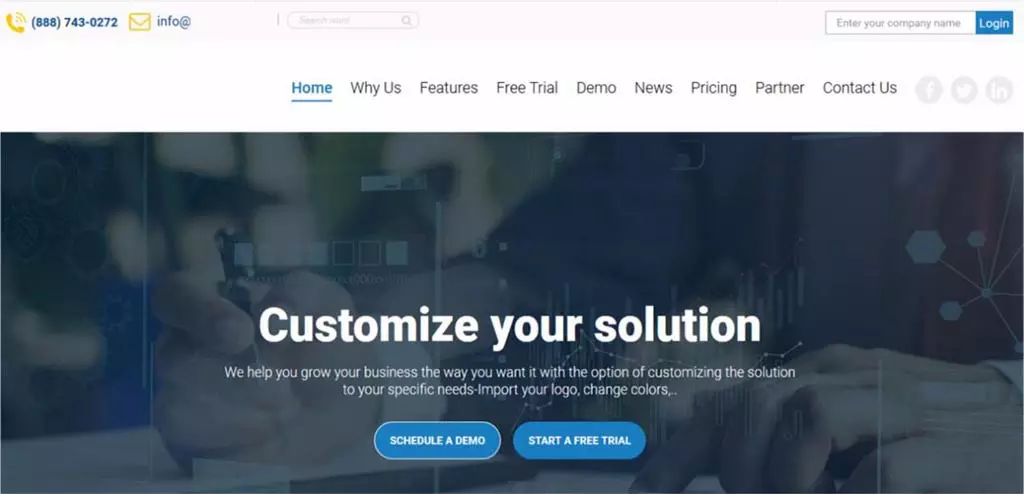 (888) 743-0272 info@
Search word
Enter your company name Login
Home Why Us Features Free Trial Demo News Pricing Partner Contact Us
Customize your solution
We help you grow your business the way you want it with the option of customizing the solution
to your specific needs-Import your logo, change colors,..
SCHEDULE A DEMO START A FREE TRIAL